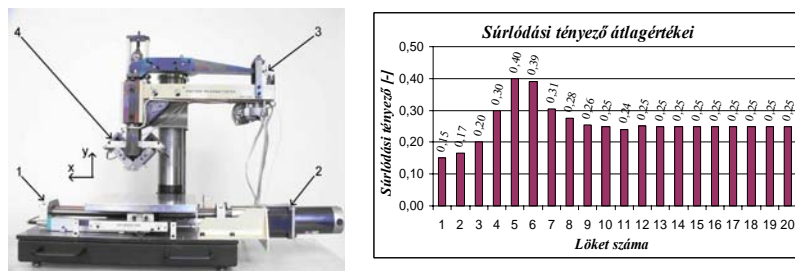 4
3
y
x
1
2
Súrlódási tényező átlagértékei
Súrlódási tényező [-]
0,50
0,40
0,30
0,20
0,10
0,00
0,15 0,17 0,20 0,30 0,40 0,39 0,31 0,28 0,26 0,25 0,24 0,25 0,25 0,25 0,25 0,25 0,25 0,25 0,25 0,25
1 2 3 4 5 6 7 8 9 10 11 12 13 14 15 16 17 18 19 20
Löket száma